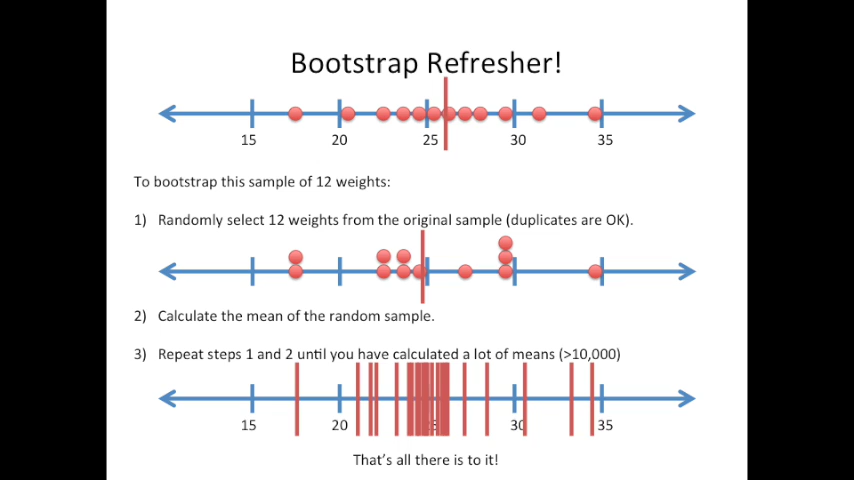 Bootstrap Refresher!
15 20 25 30 35
To bootstrap this sample of 12 weights:
1) Randomly select 12 weights from the original sample (duplicates are OK).
2) Calculate the mean of the random sample.
3) Repeat steps 1 and 2 until you have calculated a lot of means (>10,000)
15 20 30 35
That's all there is to it!